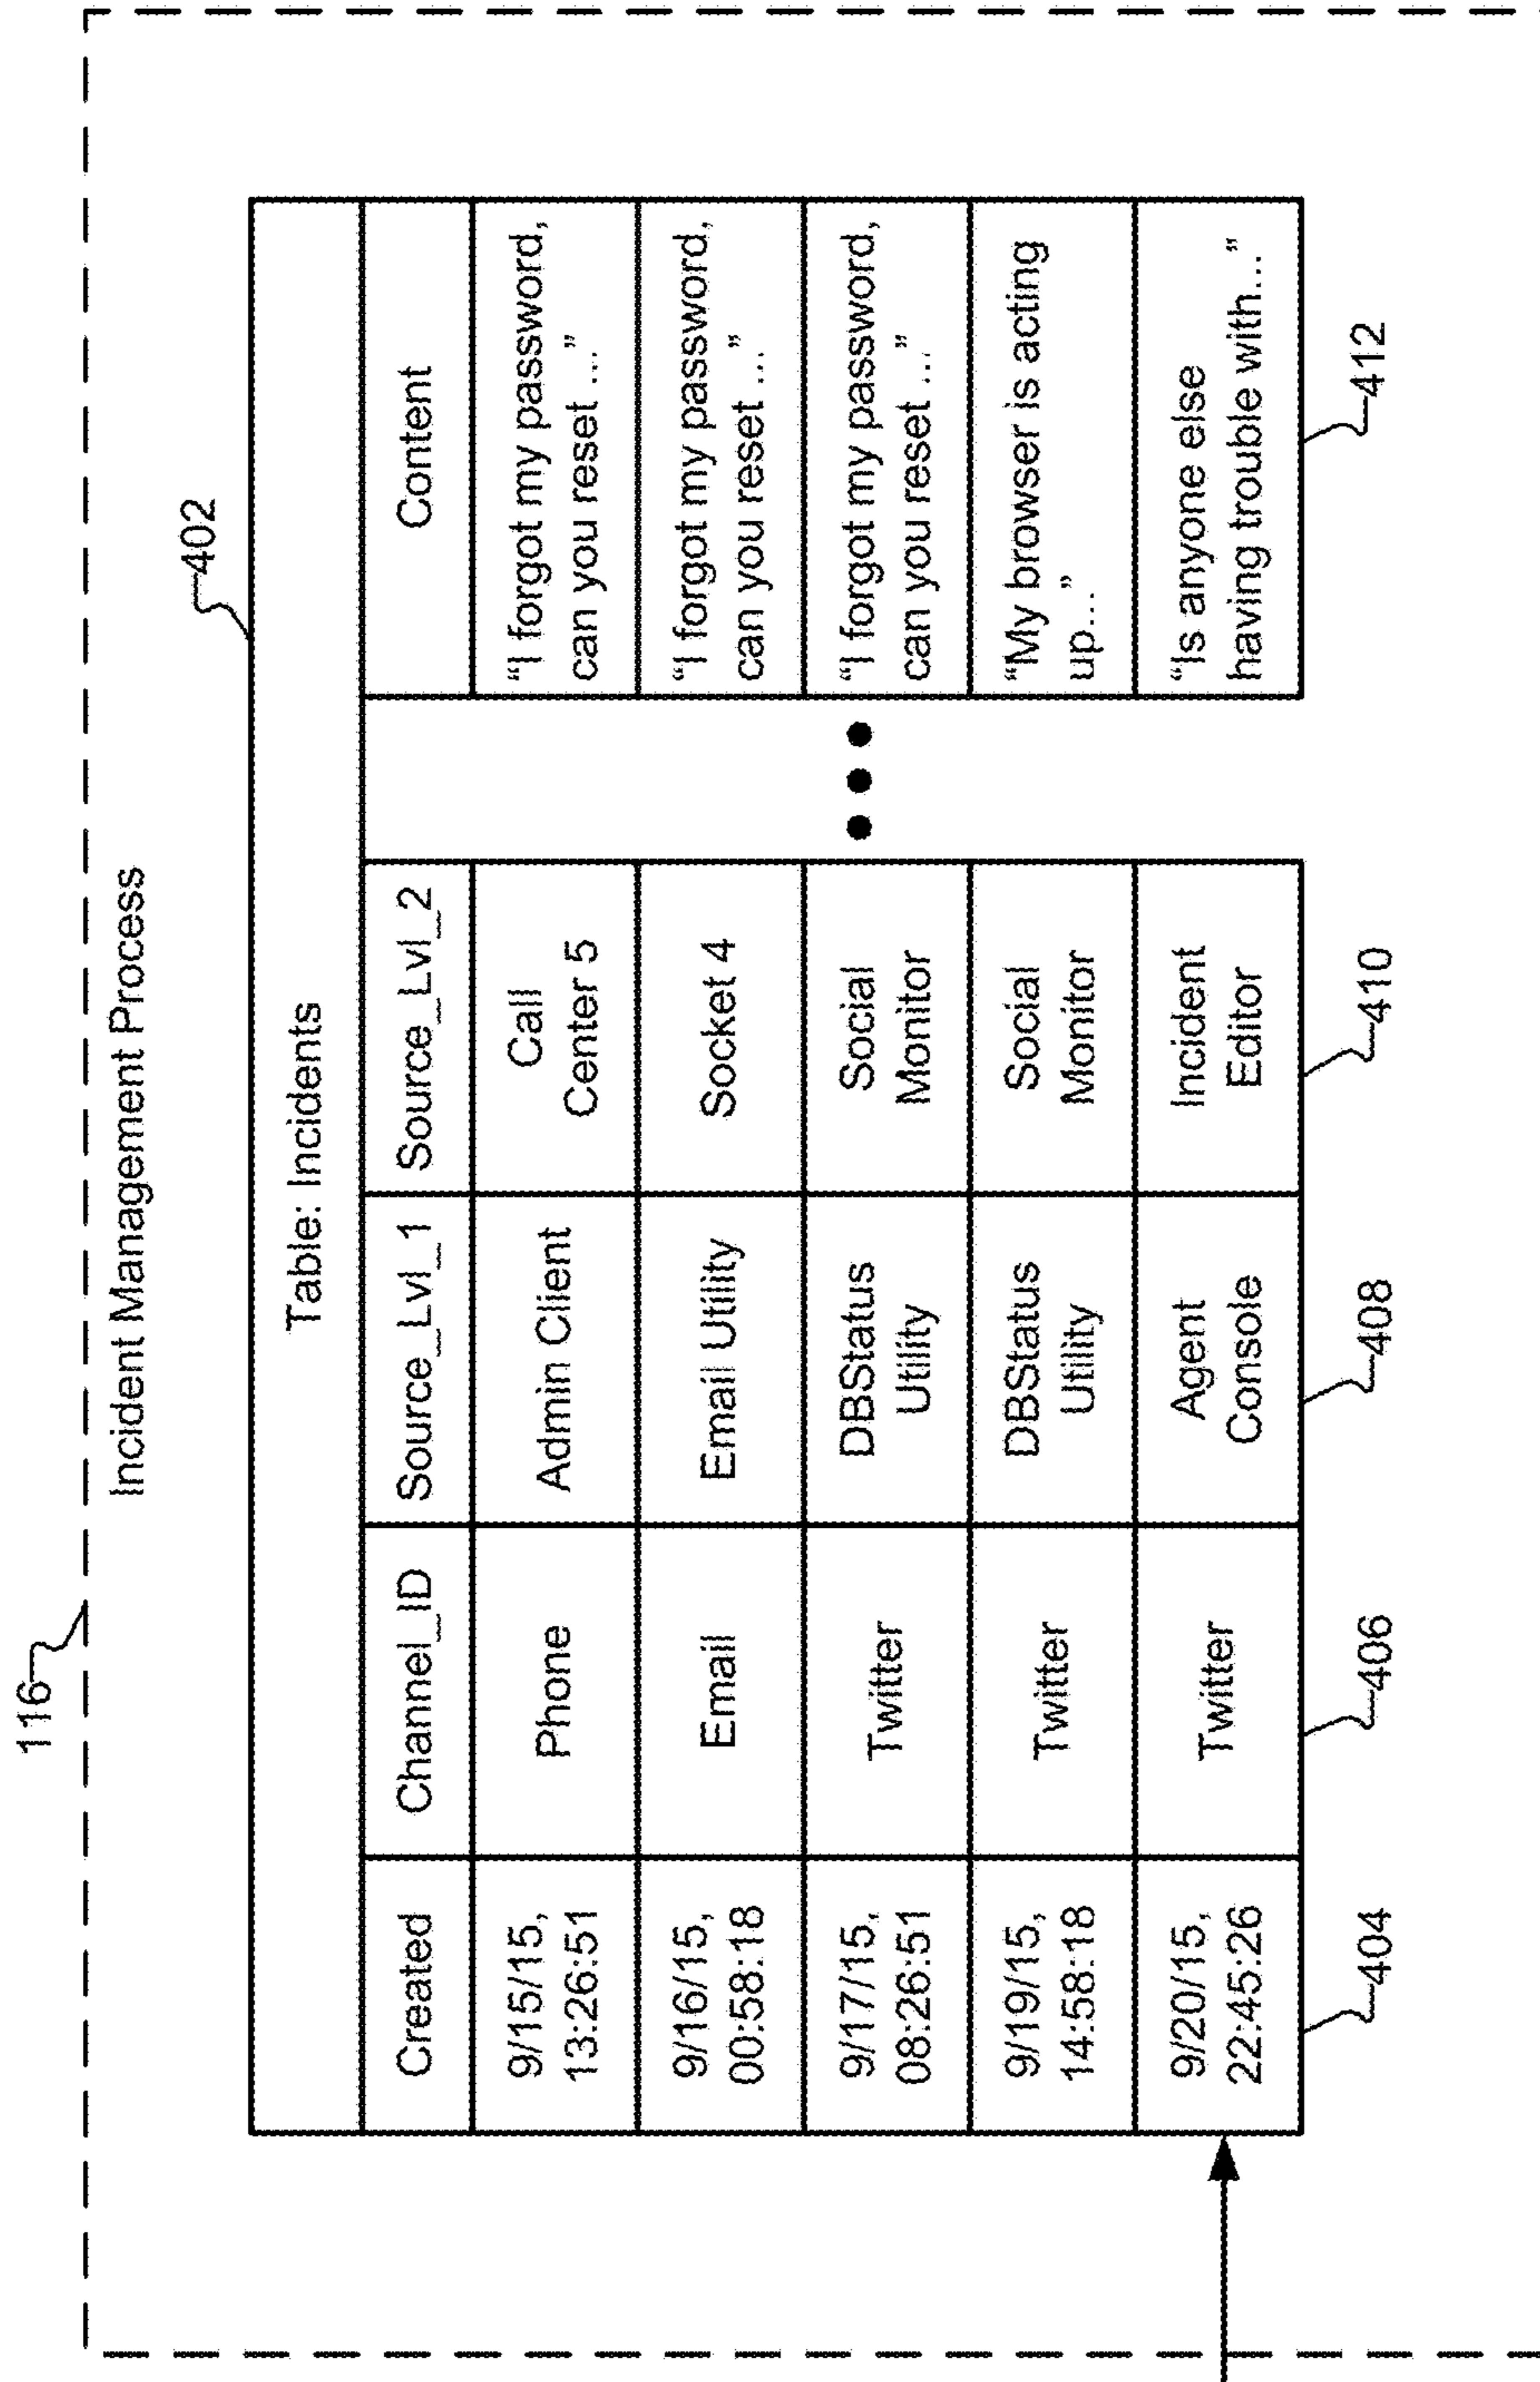 116
Incident Management Process
402
Table: Incidents
Created Channel_ID Source_Lvl_1 Source_Lvl_2 Content
9/15/15, Phone Admin Client Call “I forgot my password,
13:26:51 Center 5 can you reset ...”
9/16/15, Email Email Utility Socket 4 “I forgot my password,
00:58:18 can you reset ...”
9/17/15, Twitter DBStatus Social “I forgot my password,
08:26:51 Utility Monitor can you reset ...”
9/19/15, Twitter DBStatus Social “My browser is acting
14:58:18 Utility Monitor up...”
9/20/15, Twitter Agent Incident “Is anyone else
22:45:26 Console Editor having trouble with...”
404 406 408 410 412